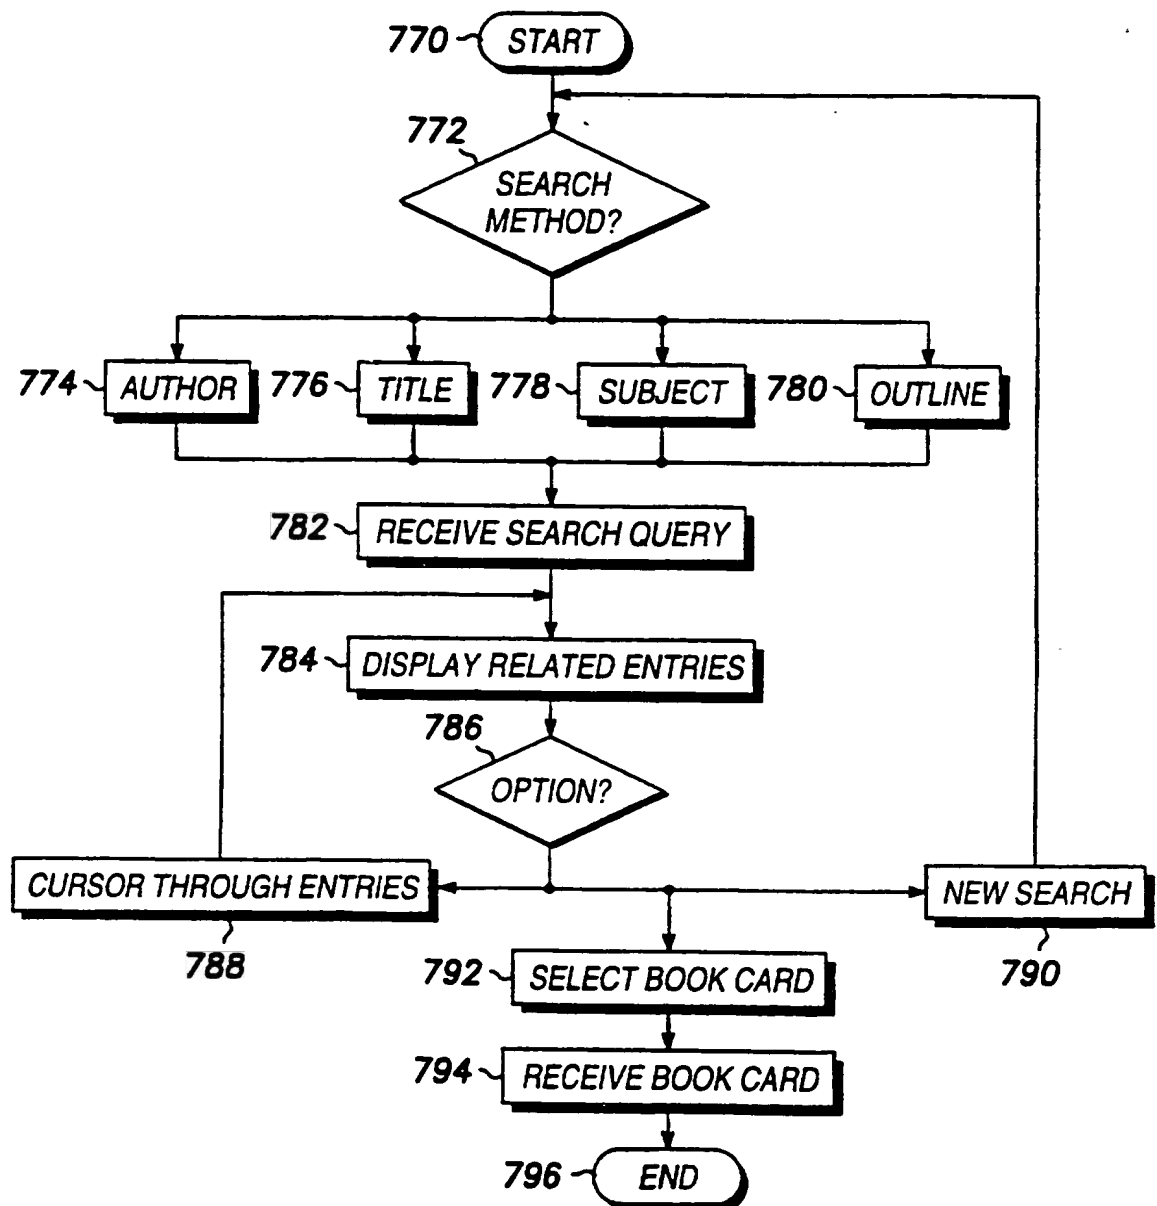 770 START
772
SEARCH
METHOD?
774 AUTHOR 776 TITLE 778 SUBJECT 780 OUTLINE
782 RECEIVE SEARCH QUERY
784 DISPLAY RELATED ENTRIES
786
OPTION?
CURSOR THROUGH ENTRIES NEW SEARCH
788 790
792 SELECT BOOK CARD
794 RECEIVE BOOK CARD
796 END